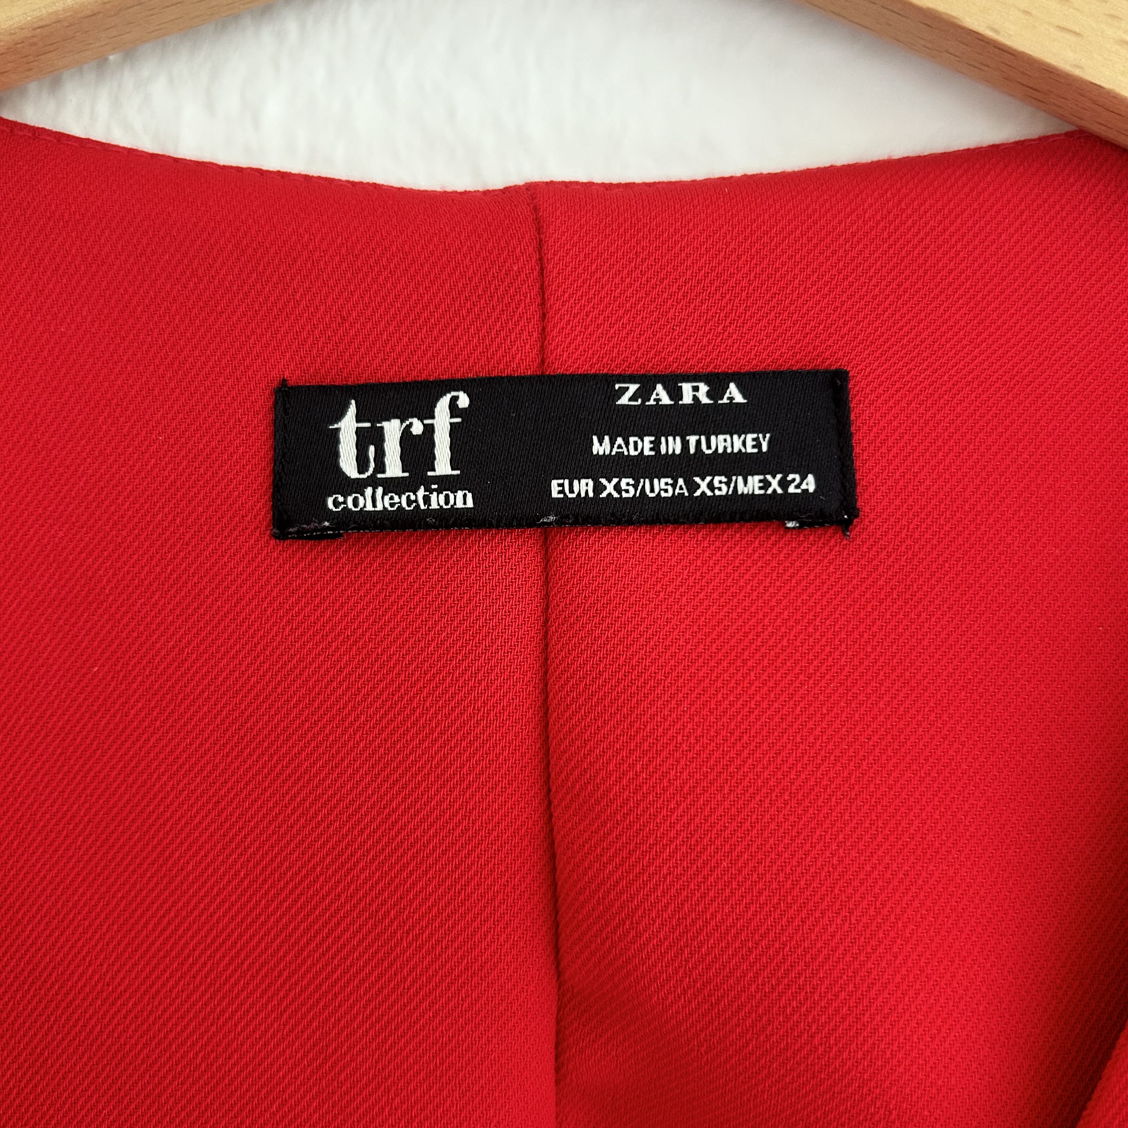 trf
collection
ZARA
MADE IN TURKEY
EUR XS/USA XS/MEX 24